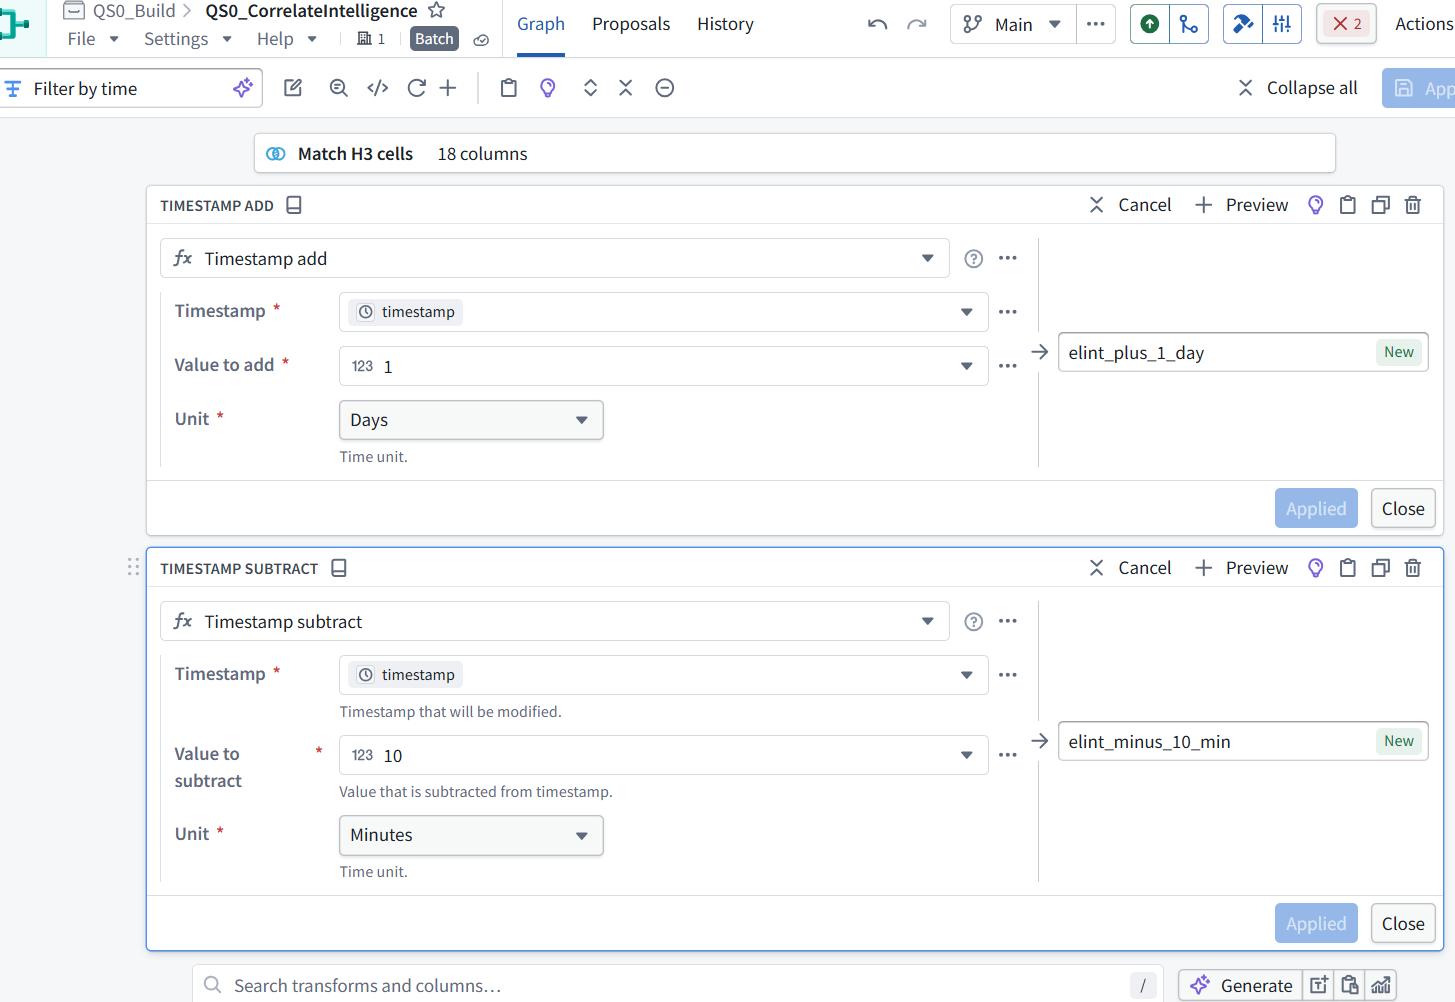 QS0_Build
QS0_CorrelateIntelligence
File Settings Help 1 Batch
Graph Proposals History
Main
2
Actions
Filter by time
Collapse all
App
Match H3 cells 18 columns
TIMESTAMP ADD
Cancel Preview
fx Timestamp add
Timestamp * timestamp
Value to add * 123 1
elint_plus_1_day New
Unit * Days
Time unit.
Applied Close
TIMESTAMP SUBTRACT
Cancel Preview
fx Timestamp subtract
Timestamp * timestamp
Timestamp that will be modified.
Value to subtract * 123 10
elint_minus_10_min New
Value that is subtracted from timestamp.
Unit * Minutes
Time unit.
Applied Close
Search transforms and columns… /
Generate